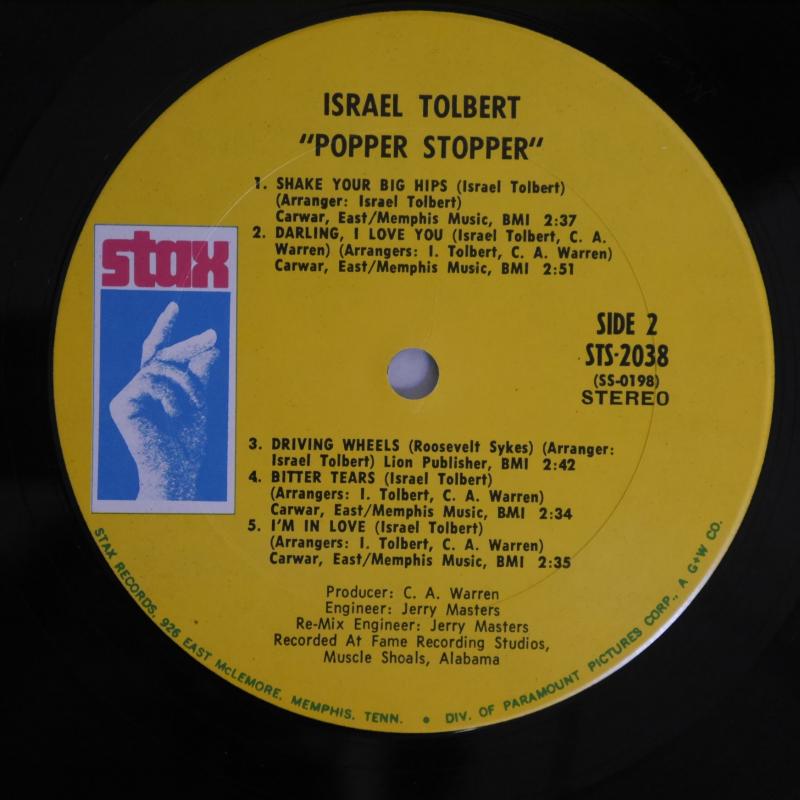 ISRAEL TOLBERT
"POPPER STOPPER"
1. SHAKE YOUR BIG HIPS (Israel Tolbert)
(Arranger: Israel Tolbert)
Carwar, East/Memphis Music, BMI 2:37
2. DARLING, I LOVE YOU (Israel Tolbert, C. A.
Warren) (Arrangers: I. Tolbert, C. A. Warren)
Carwar, East/Memphis Music, BMI 2:51
stax
SIDE 2
STS-2038
(SS-0198)
STEREO
3. DRIVING WHEELS (Roosevelt Sykes) (Arranger:
Israel Tolbert) Lion Publisher, BMI 2:42
4. BITTER TEARS (Israel Tolbert)
(Arrangers: I. Tolbert, C. A. Warren)
Carwar, East/Memphis Music, BMI 2:34
5. I'M IN LOVE (Israel Tolbert)
(Arrangers: I. Tolbert, C. A. Warren)
Carwar, East/Memphis Music, BMI 2:35
Producer: C. A. Warren
Engineer: Jerry Masters
Re-Mix Engineer: Jerry Masters
Recorded At Fame Recording Studios,
Muscle Shoals, Alabama
STAX RECORDS, 926 EAST McLEMORE, MEMPHIS, TENN. • DIV. OF PARAMOUNT PICTURES CORP., A G+W CO.